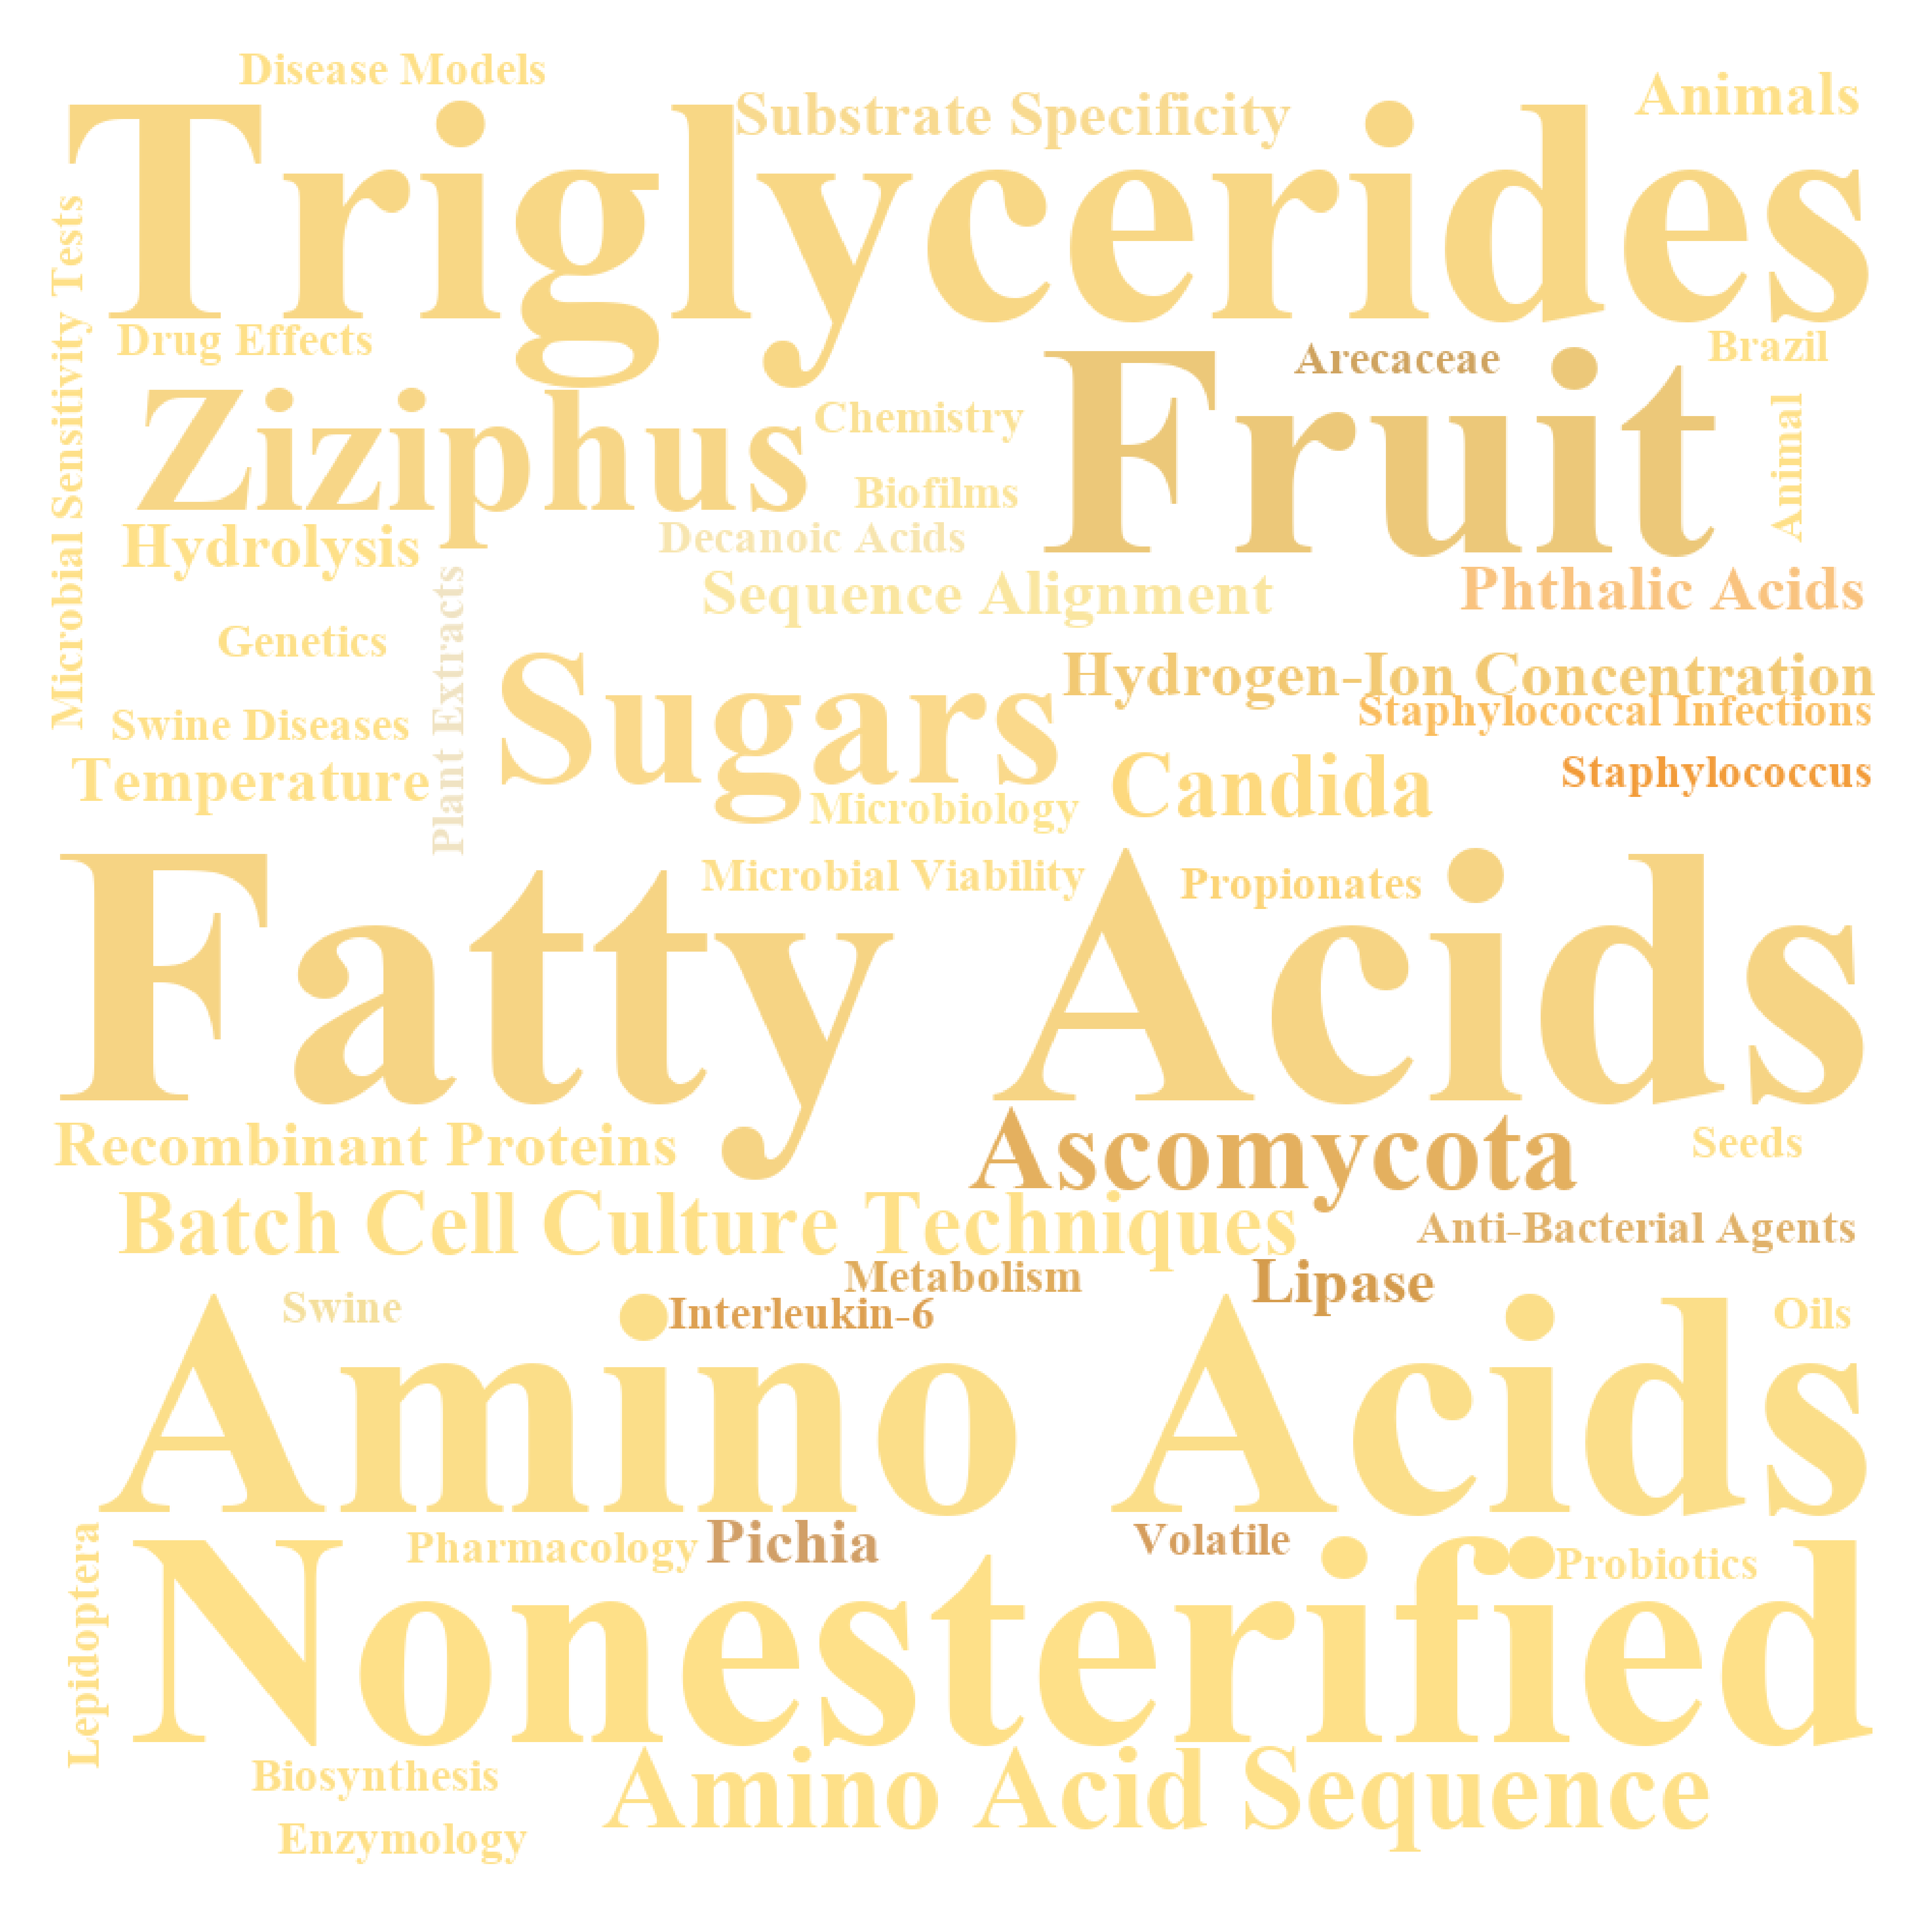 Disease Models
Animals
Substrate Specificity
Triglycerides
Microbial Sensitivity Tests
Drug Effects
Brazil
Arecaceae
Fruit
Ziziphus
Chemistry
Animal
Biofilms
Decanoic Acids
Hydrolysis
Sequence Alignment
Phthalic Acids
Genetics
Plant Extracts
Sugars
Hydrogen-Ion Concentration
Staphylococcal Infections
Swine Diseases
Temperature
Candida
Staphylococcus
Microbiology
Microbial Viability
Propionates
Fatty Acids
Recombinant Proteins
Ascomycota
Seeds
Batch Cell Culture Techniques
Anti-Bacterial Agents
Metabolism
Lipase
Swine
Interleukin-6
Oils
Amino Acids
Pharmacology
Pichia
Volatile
Probiotics
Lepidoptera
Nonesterified
Biosynthesis
Amino Acid Sequence
Enzymology